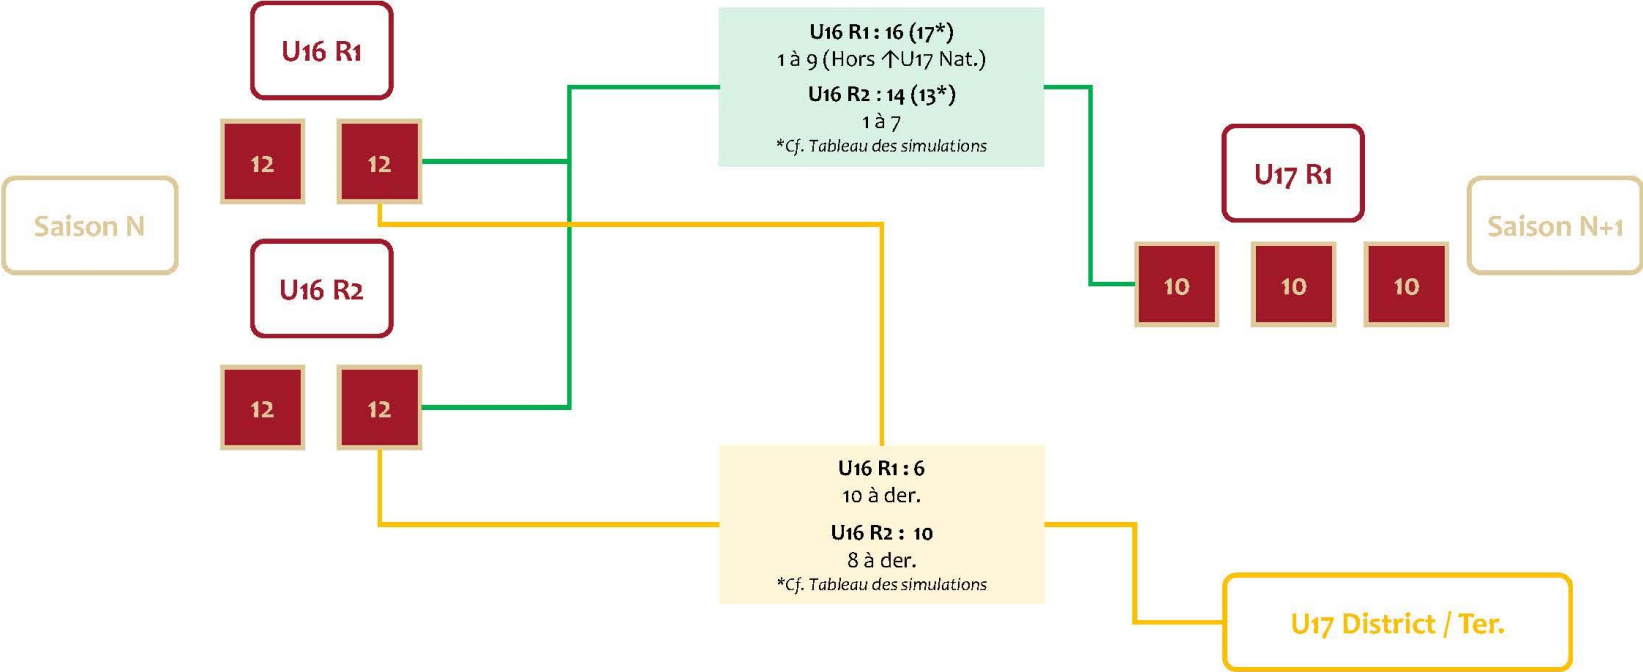 U16 R1
12
12
Saison N
U16 R2
12
12
U16 R1 : 16 (17*)
1 à 9 (Hors ↑U17 Nat.)
U16 R2 : 14 (13*)
1 à 7
*Cf. Tableau des simulations
U16 R1 : 6
10 à der.
U16 R2 : 10
8 à der.
*Cf. Tableau des simulations
U17 R1
10
10
10
Saison N+1
U17 District / Ter.